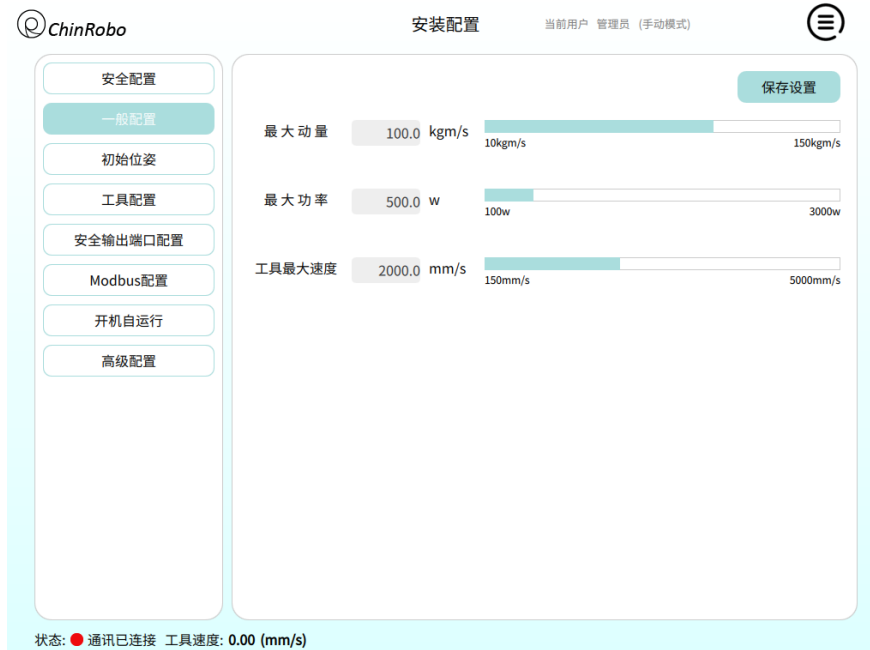 ChinRobo
安装配置
当前用户 管理员 (手动模式)
安全配置
一般配置
初始位姿
工具配置
安全输出端口配置
Modbus配置
开机自运行
高级配置
保存设置
最大动量 100.0 kgm/s
10kgm/s 150kgm/s
最大功率 500.0 w
100w 3000w
工具最大速度 2000.0 mm/s
150mm/s 5000mm/s
状态: 通讯已连接 工具速度: 0.00 (mm/s)